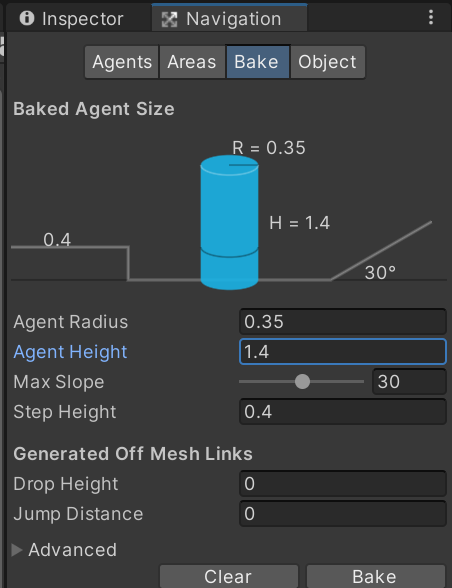 Inspector Navigation
Agents Areas Bake Object
Baked Agent Size
R = 0.35
H = 1.4
0.4
30°
Agent Radius 0.35
Agent Height 1.4
Max Slope 30
Step Height 0.4
Generated Off Mesh Links
Drop Height 0
Jump Distance 0
Advanced
Clear Bake